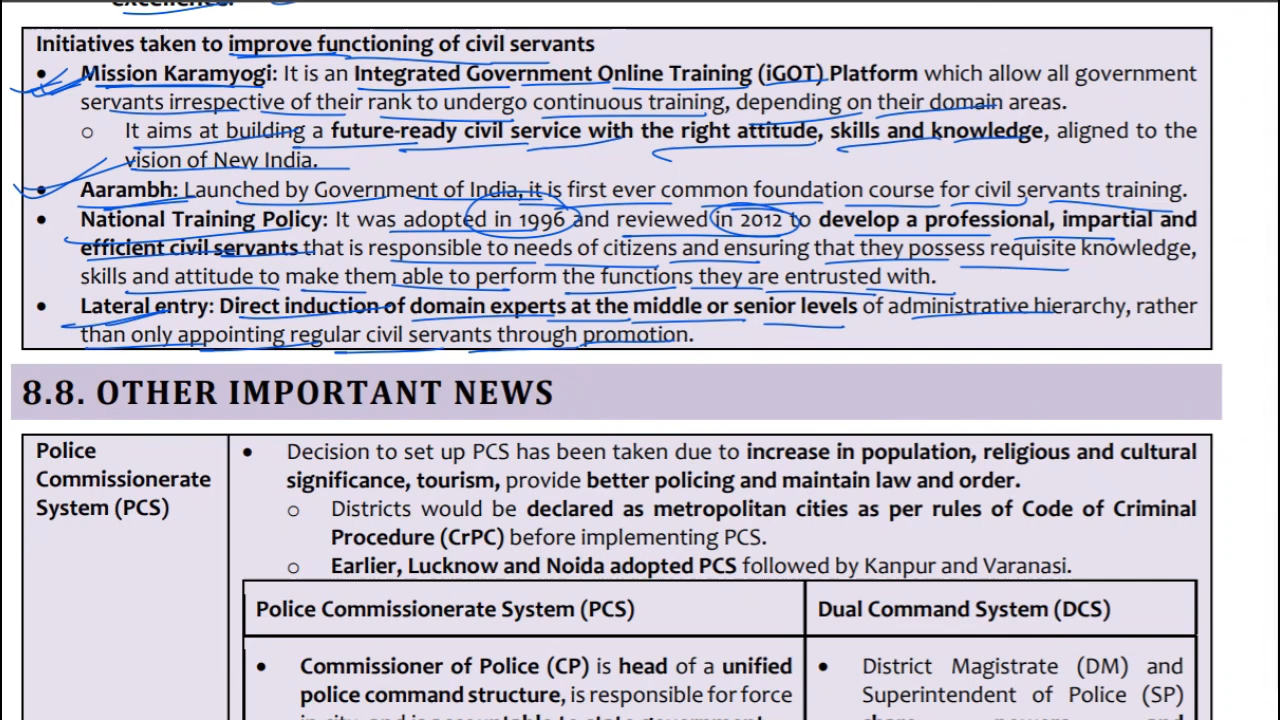 excellence.
Initiatives taken to improve functioning of civil servants
• Mission Karamyogi: It is an Integrated Government Online Training (iGOT) Platform which allow all government
servants irrespective of their rank to undergo continuous training, depending on their domain areas.
o It aims at building a future-ready civil service with the right attitude, skills and knowledge, aligned to the
vision of New India.
• Aarambh: Launched by Government of India, it is first ever common foundation course for civil servants training.
• National Training Policy: It was adopted in 1996 and reviewed in 2012 to develop a professional, impartial and
efficient civil servants that is responsible to needs of citizens and ensuring that they possess requisite knowledge,
skills and attitude to make them able to perform the functions they are entrusted with.
• Lateral entry: Direct induction of domain experts at the middle or senior levels of administrative hierarchy, rather
than only appointing regular civil servants through promotion.
8.8. OTHER IMPORTANT NEWS
Police
Commissionerate
System (PCS)
• Decision to set up PCS has been taken due to increase in population, religious and cultural
significance, tourism, provide better policing and maintain law and order.
o Districts would be declared as metropolitan cities as per rules of Code of Criminal
Procedure (CrPC) before implementing PCS.
o Earlier, Lucknow and Noida adopted PCS followed by Kanpur and Varanasi.
Police Commissionerate System (PCS)
• Commissioner of Police (CP) is head of a unified
police command structure, is responsible for force
in city, and is accountable to state government.
Dual Command System (DCS)
• District Magistrate (DM) and
Superintendent of Police (SP)
share powers and